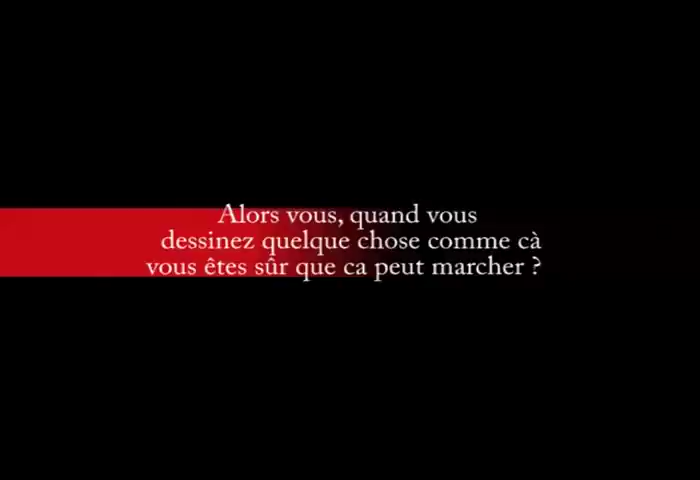 Alors vous, quand vous
dessinez quelque chose comme cà
vous êtes sûr que ca peut marcher ?